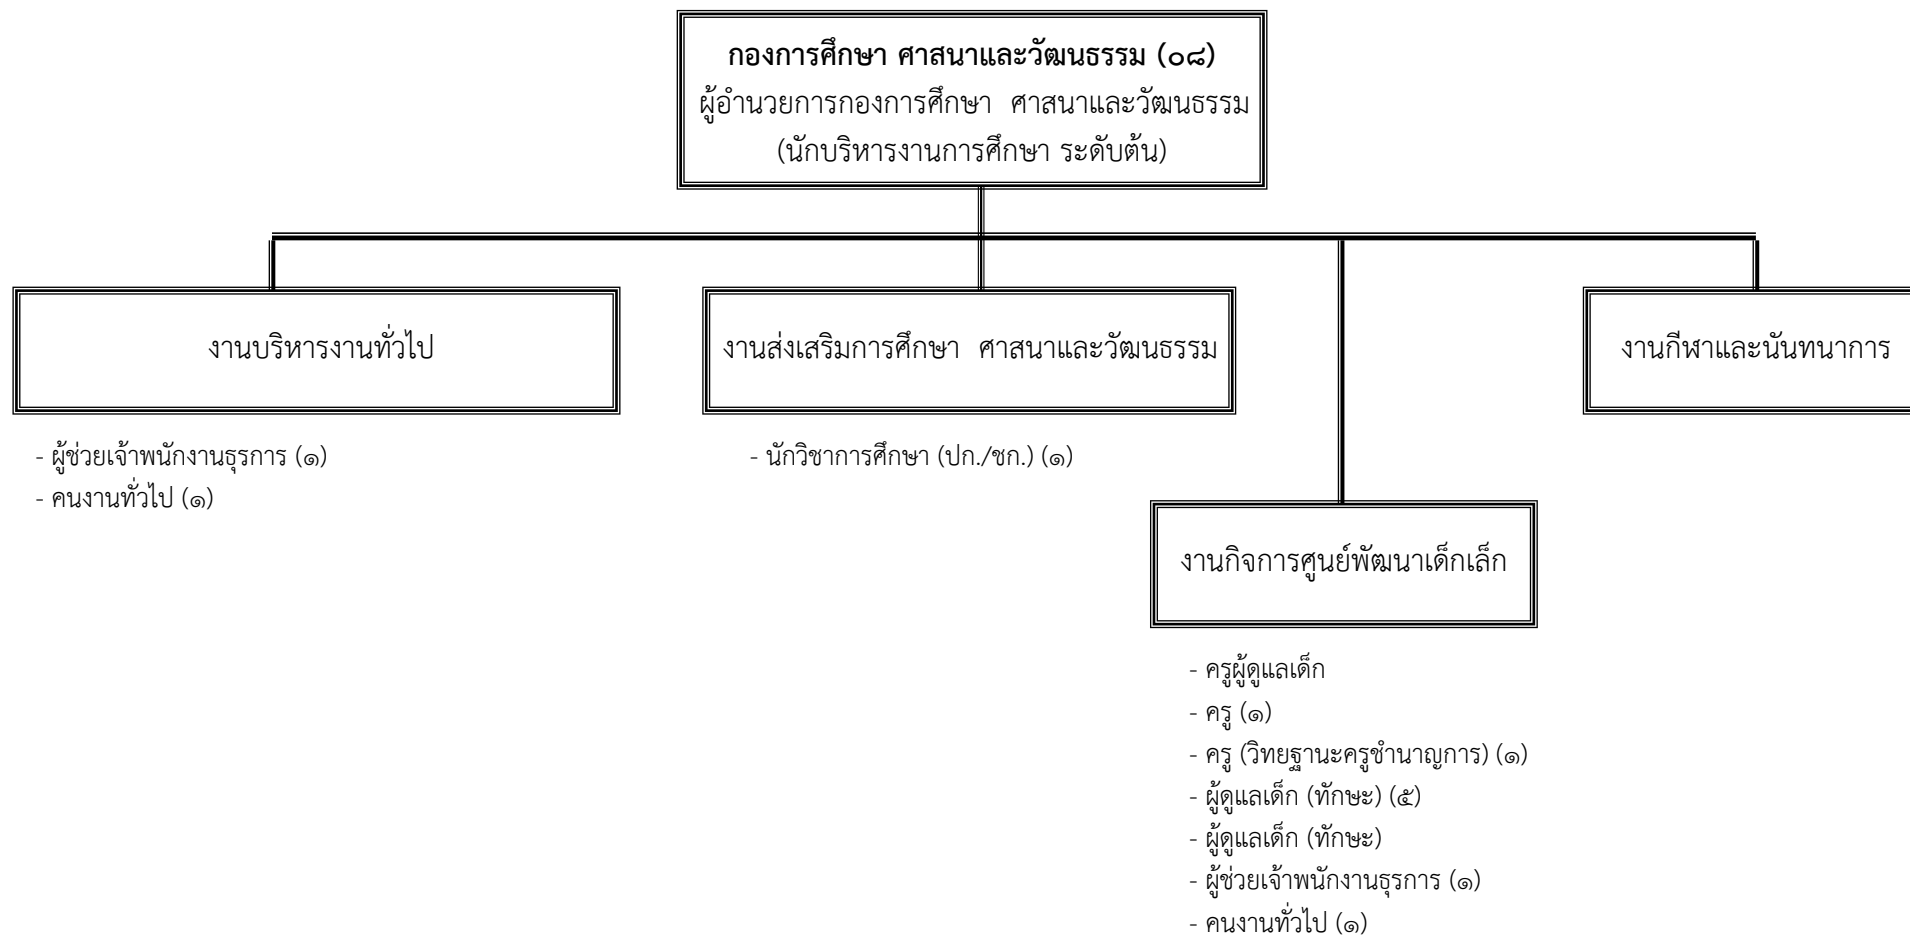 กองการศึกษา ศาสนาและวัฒนธรรม (๐๘)
ผู้อำนวยการกองการศึกษา ศาสนาและวัฒนธรรม
(นักบริหารงานการศึกษา ระดับต้น)
งานบริหารงานทั่วไป
- ผู้ช่วยเจ้าพนักงานธุรการ (๑)
- คนงานทั่วไป (๑)
งานส่งเสริมการศึกษา ศาสนาและวัฒนธรรม
- นักวิชาการศึกษา (ปก./ชก.) (๑)
งานกิจการศูนย์พัฒนาเด็กเล็ก
- ครูผู้ดูแลเด็ก
- ครู (๑)
- ครู (วิทยฐานะครูชำนาญการ) (๑)
- ผู้ดูแลเด็ก (ทักษะ) (๕)
- ผู้ดูแลเด็ก (ทักษะ)
- ผู้ช่วยเจ้าพนักงานธุรการ (๑)
- คนงานทั่วไป (๑)
งานกีฬาและนันทนาการ